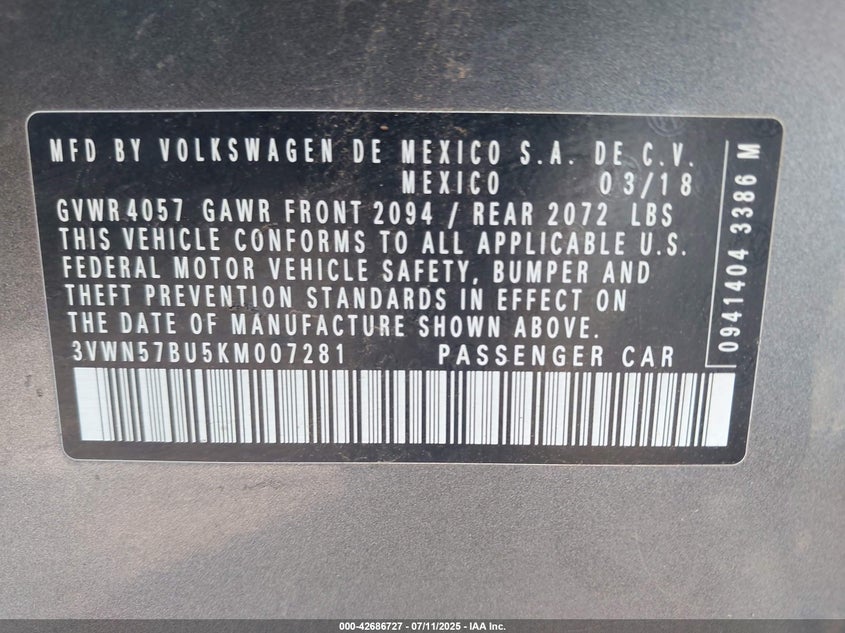 MFD BY VOLKSWAGEN DE MEXICO S.A. DE C.V.
MEXICO 03/18
GVWR 4057 GAWR FRONT 2094 / REAR 2072 LBS
THIS VEHICLE CONFORMS TO ALL APPLICABLE U.S.
FEDERAL MOTOR VEHICLE SAFETY, BUMPER AND
THEFT PREVENTION STANDARDS IN EFFECT ON
THE DATE OF MANUFACTURE SHOWN ABOVE.
3VWN57BU5KM007281 PASSENGER CAR
0941404 3386 M
000-42686727 - 07/11/2025 - IAA Inc.